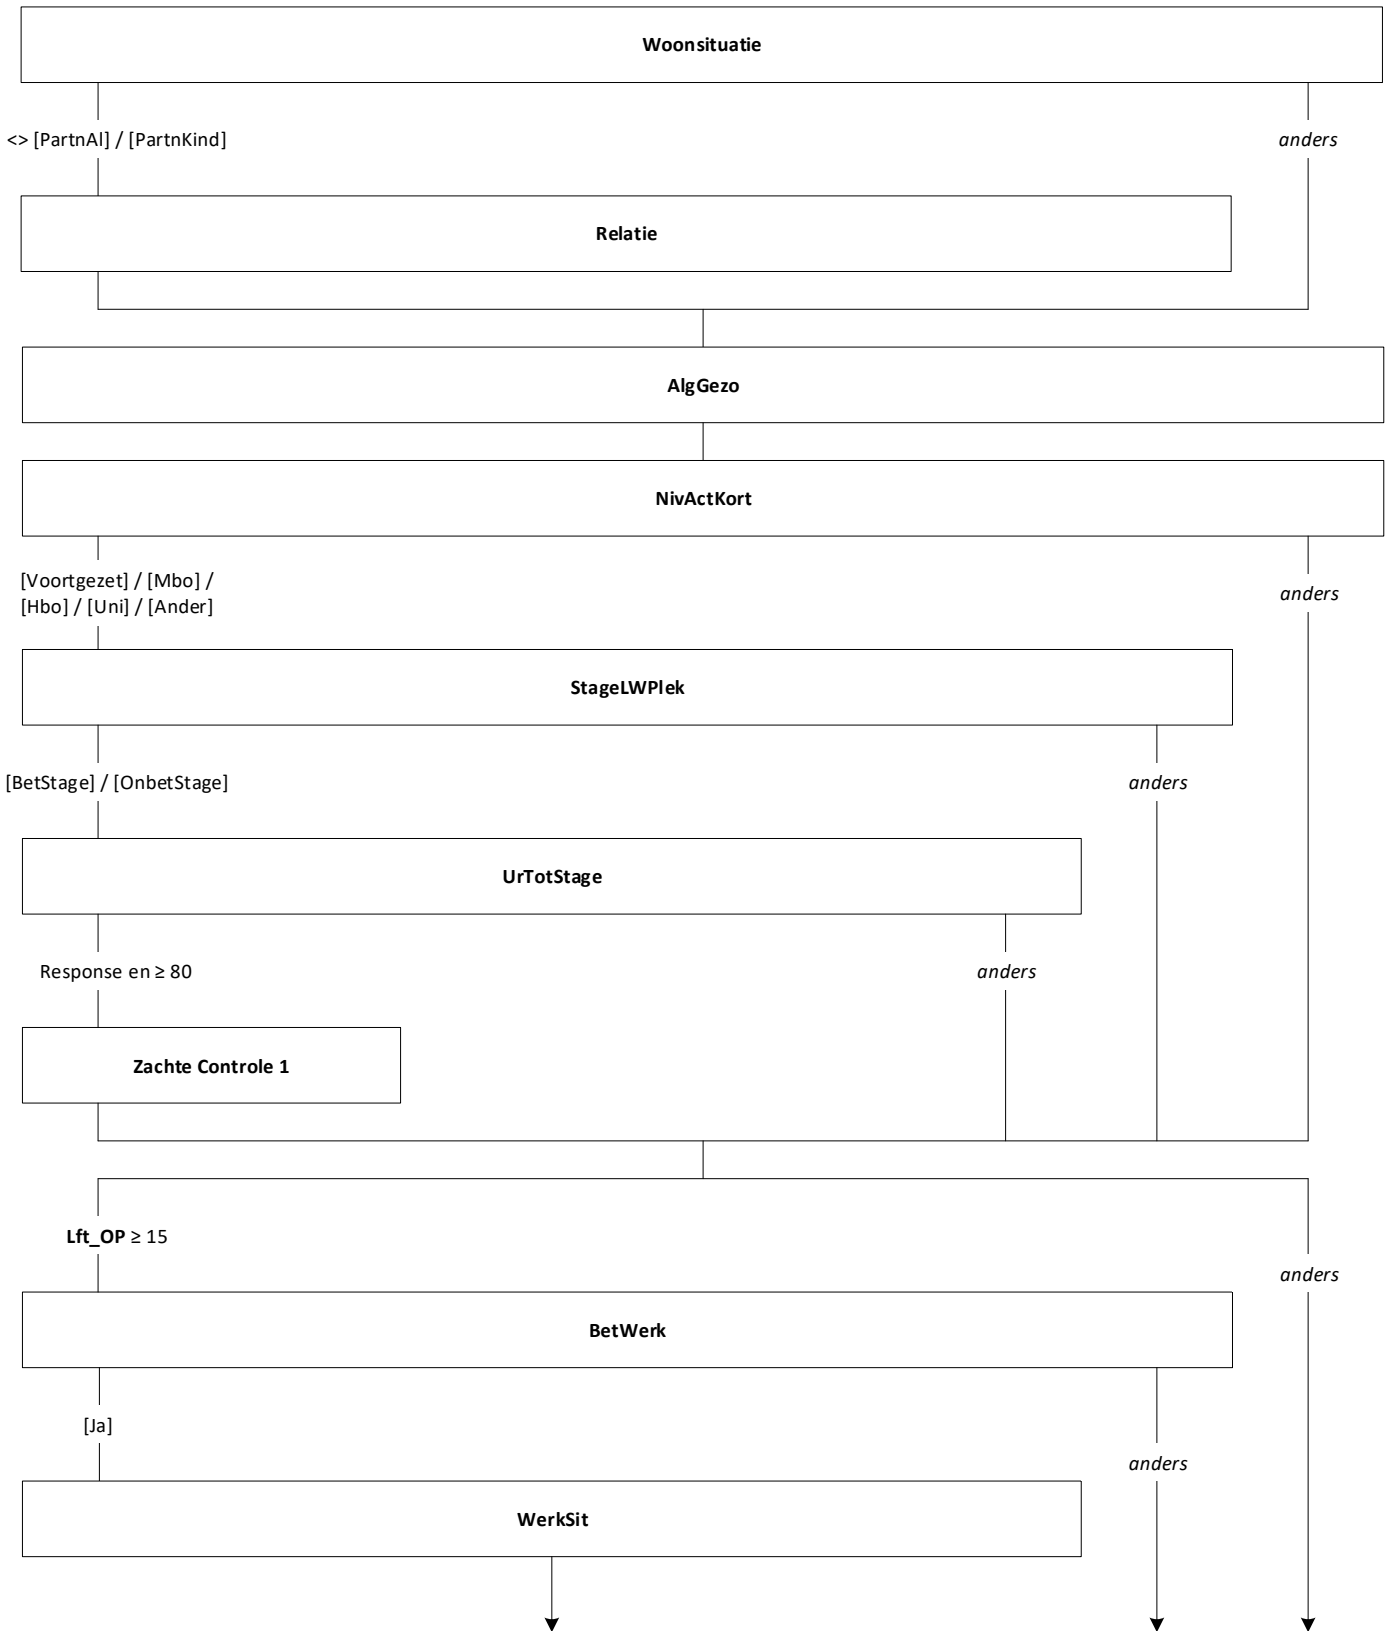 Woonsituatie
<> [PartnAl] / [PartnKind]
anders
Relatie
AlgGezo
NivActKort
[Voortgezet] / [Mbo] /
[Hbo] / [Uni] / [Ander]
anders
StageLWPlek
[BetStage] / [OnbetStage]
anders
UrTotStage
Response en ≥ 80
anders
Zachte Controle 1
Lft_OP ≥ 15
anders
BetWerk
[Ja]
anders
WerkSit